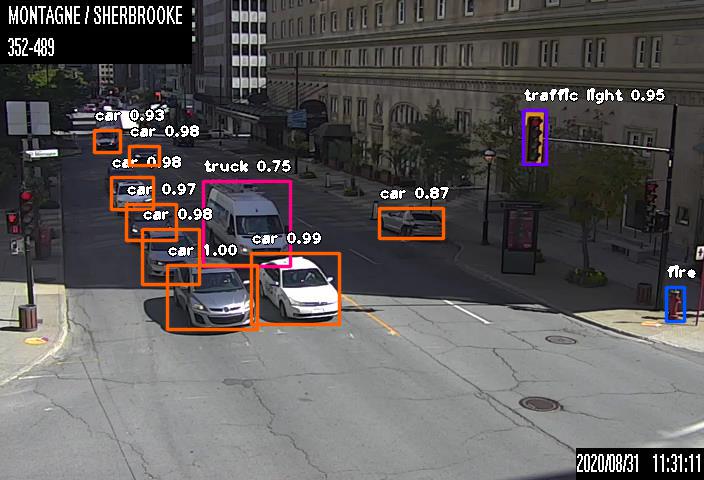 MONTAGNE / SHERBROOKE
352-489
traffic light 0.95
car 0.93
car 0.98
car 0.98
truck 0.75
car 0.97
car 0.87
car 0.98
car 1.00
car 0.99
fire
2020/08/31 11:31:11